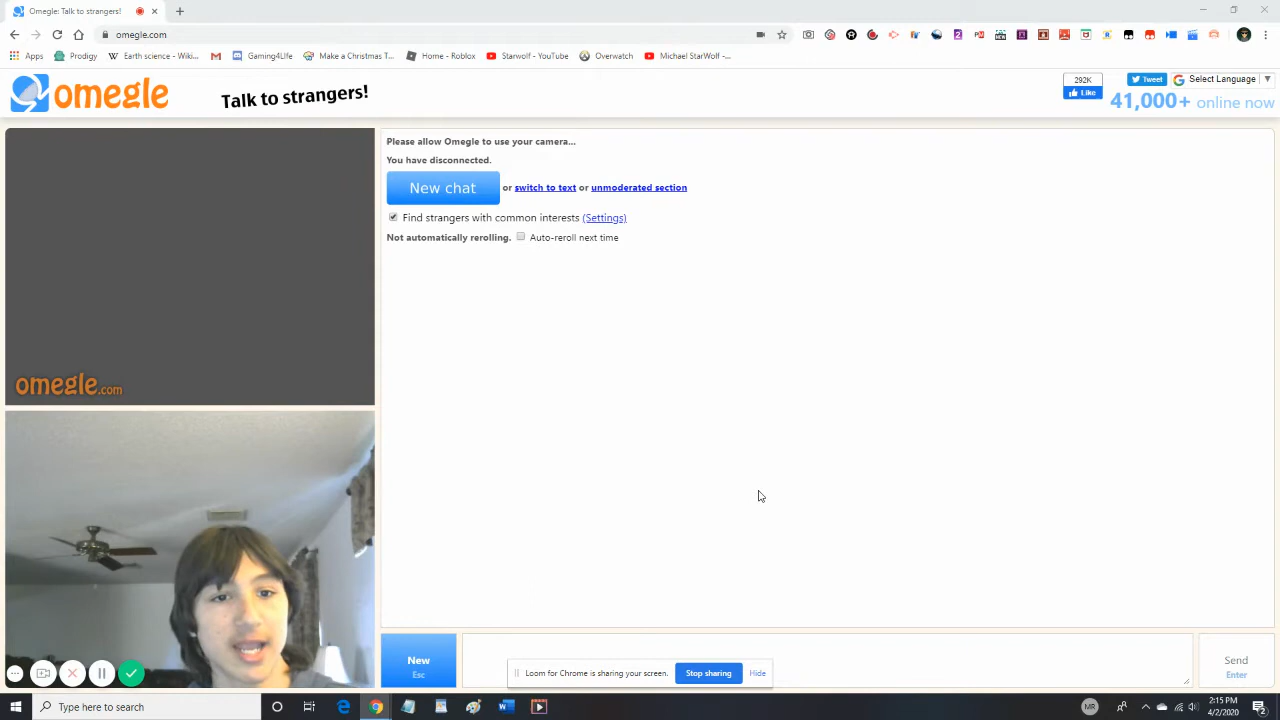 Omegle: Talk to strangers!
omegle.com
Apps
Prodigy
Earth science - Wiki...
Gaming4Life
Make a Christmas T...
Home - Roblox
Starwolf - YouTube
Overwatch
Michael StarWolf -...
omegle
Talk to strangers!
292K
Like
Tweet
Select Language
41,000+ online now
Please allow Omegle to use your camera...
You have disconnected.
New chat or switch to text or unmoderated section
Find strangers with common interests (Settings)
Not automatically rerolling. Auto-reroll next time
omegle.com
New
Esc
Loom for Chrome is sharing your screen.
Stop sharing
Hide
Send
Enter
Type here to search
MR
2:15 PM
4/2/2020
2